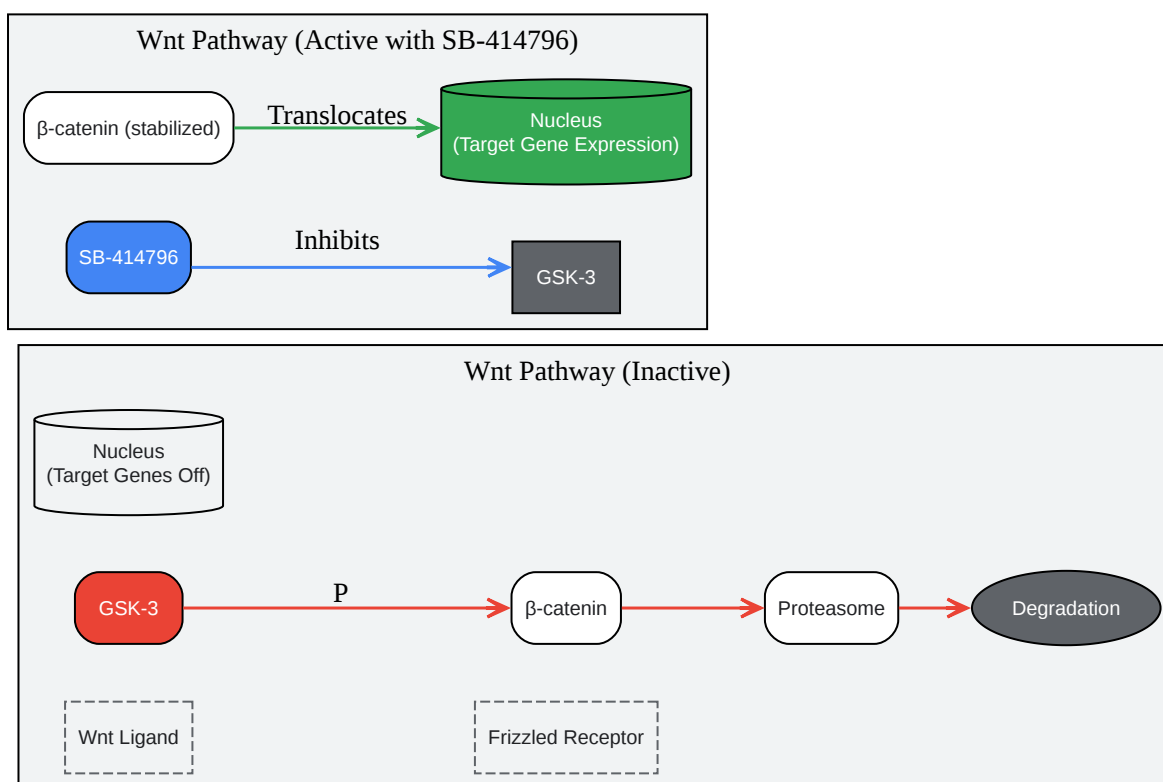 Wnt Pathway (Active with SB-414796)
β-catenin (stabilized)
Translocates
Nucleus
(Target Gene Expression)
SB-414796
Inhibits
GSK-3
Wnt Pathway (Inactive)
Nucleus
(Target Genes Off)
GSK-3
P
β-catenin
Proteasome
Degradation
Wnt Ligand
Frizzled Receptor